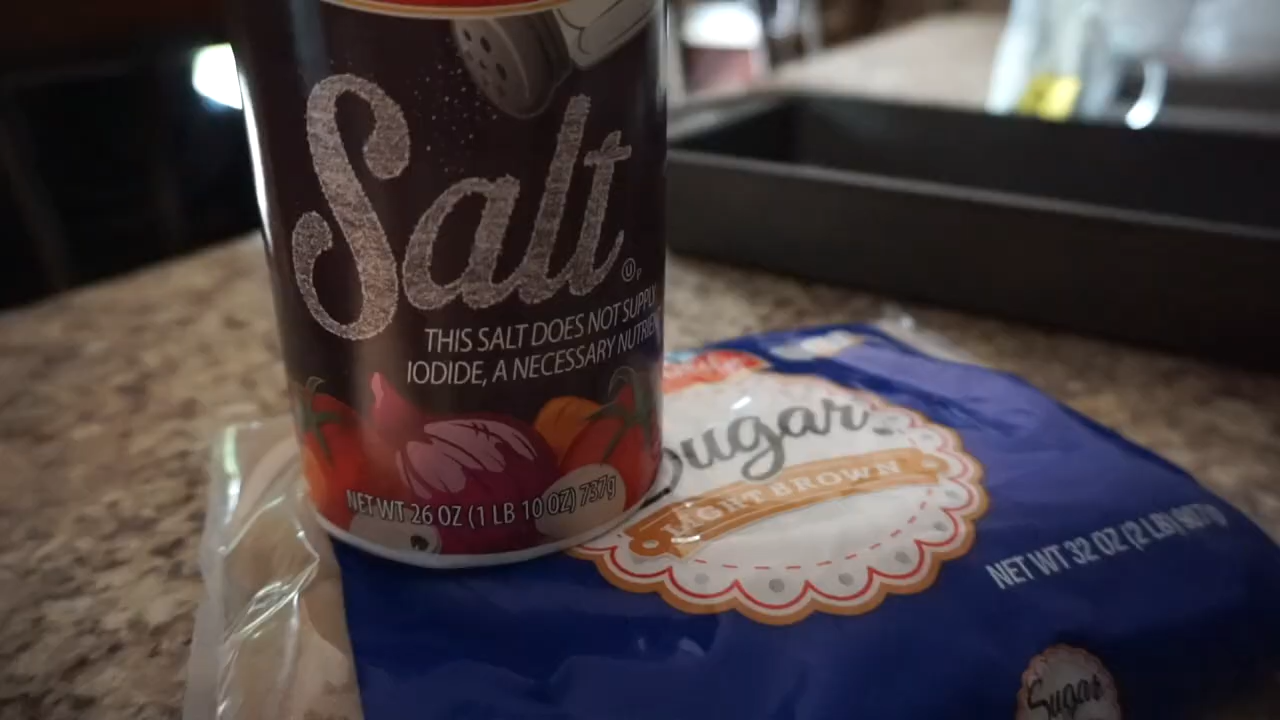 Salt
U P
THIS SALT DOES NOT SUPPLY
IODIDE, A NECESSARY NUTRIENT
NET WT 26 OZ (1 LB 10 OZ) 737g
Sugar
LIGHT BROWN
NET WT 32 OZ (2 LB) 907g
Sugar